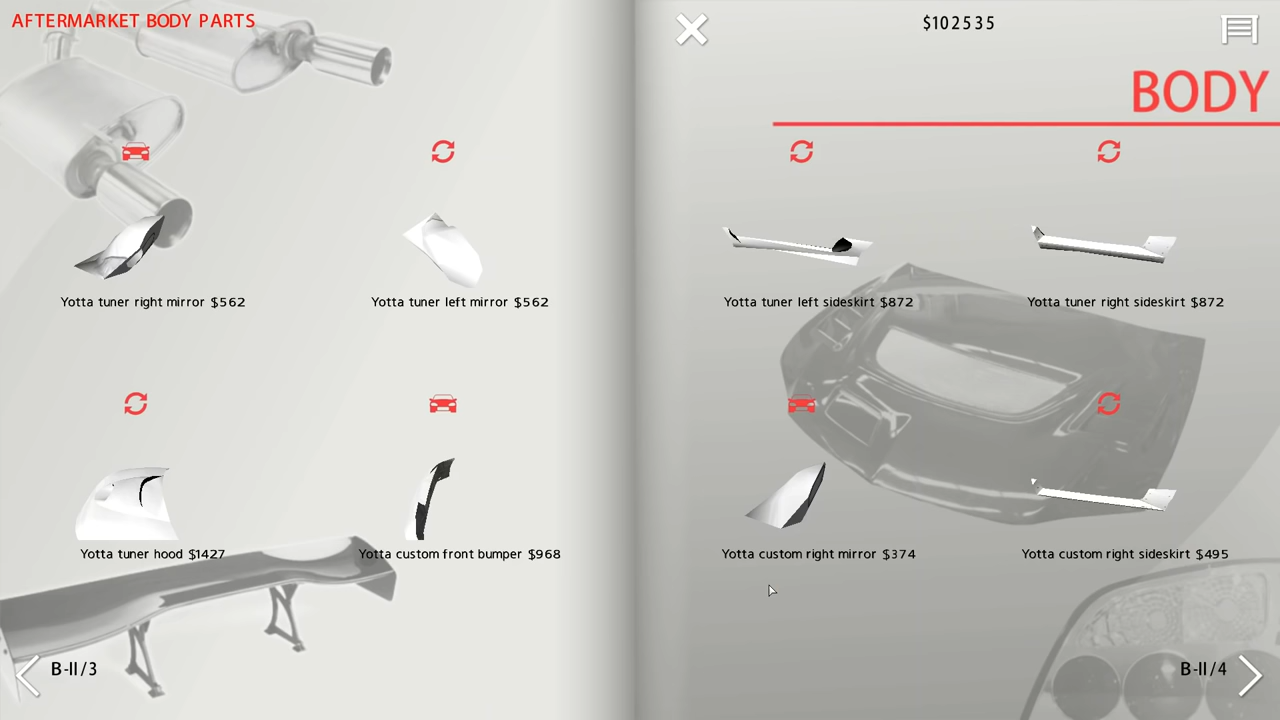 AFTERMARKET BODY PARTS
$102535
BODY
Yotta tuner right mirror $562
Yotta tuner left mirror $562
Yotta tuner left sideskirt $872
Yotta tuner right sideskirt $872
Yotta tuner hood $1427
Yotta custom front bumper $968
Yotta custom right mirror $374
Yotta custom right sideskirt $495
B-II/3
B-II/4